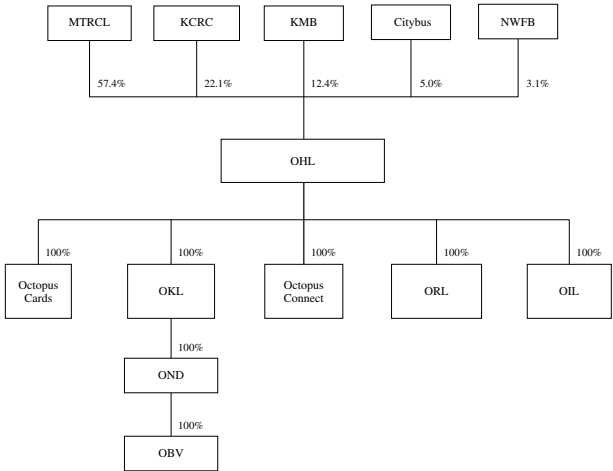 MTRCL
KCRC
KMB
Citybus
NWFB
57.4%
22.1%
12.4%
5.0%
3.1%
OHL
100%
100%
100%
100%
100%
Octopus
Cards
OKL
Octopus
Connect
ORL
OIL
100%
OND
100%
OBV